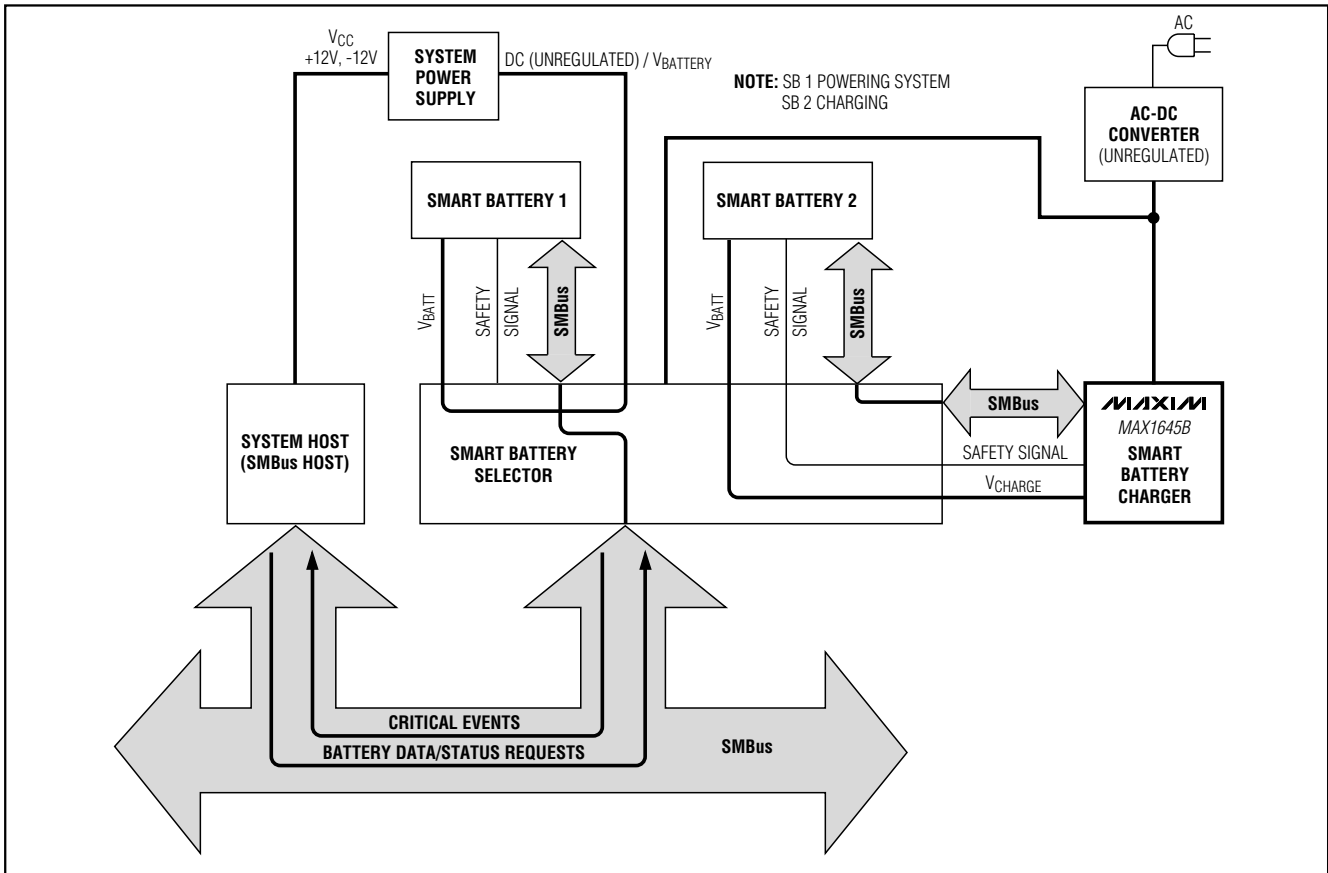 VCC
+12V, -12V
SYSTEM
POWER
SUPPLY
DC (UNREGULATED) / VBATTERY
NOTE: SB 1 POWERING SYSTEM
SB 2 CHARGING
AC
AC-DC
CONVERTER
(UNREGULATED)
SMART BATTERY 1
SMART BATTERY 2
VBATT
SAFETY
SIGNAL
SMBus
VBATT
SAFETY
SIGNAL
SMBus
SYSTEM HOST
(SMBus HOST)
SMART BATTERY
SELECTOR
SMBus
SAFETY SIGNAL
VCHARGE
MAXIM
MAX1645B
SMART
BATTERY
CHARGER
CRITICAL EVENTS
BATTERY DATA/STATUS REQUESTS
SMBus